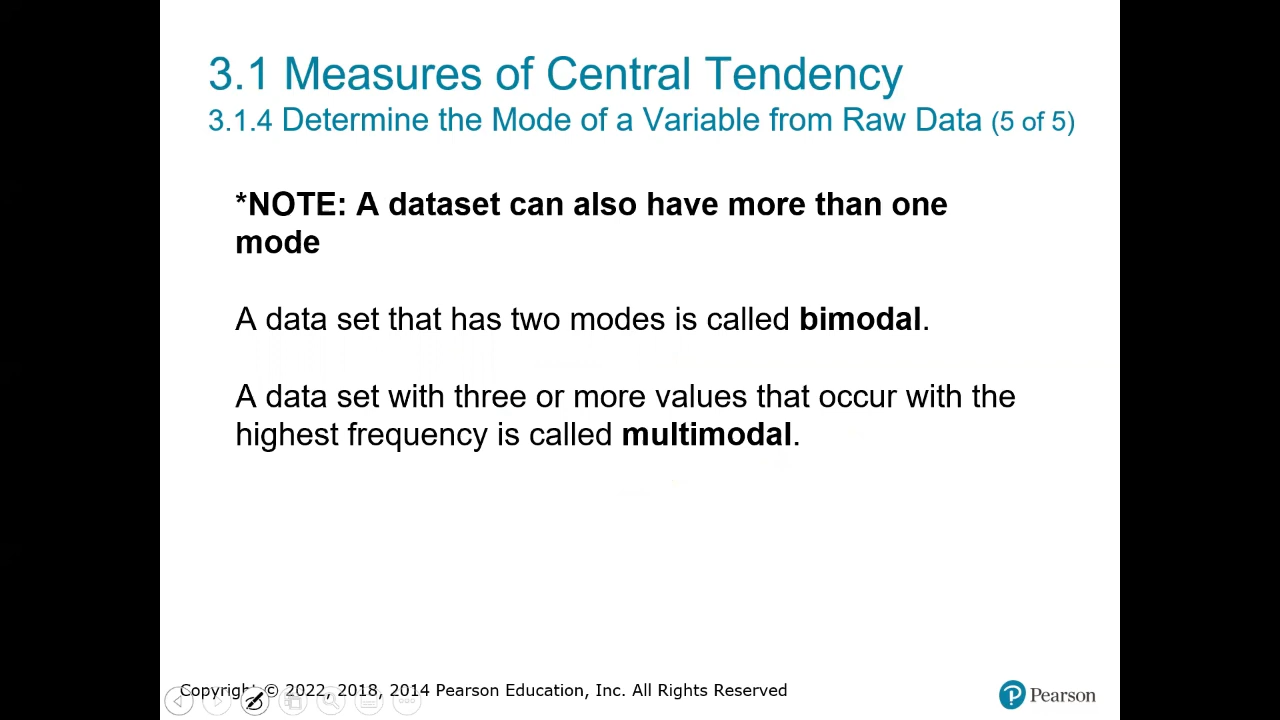 3.1 Measures of Central Tendency
3.1.4 Determine the Mode of a Variable from Raw Data (5 of 5)
*NOTE: A dataset can also have more than one
mode
A data set that has two modes is called bimodal.
A data set with three or more values that occur with the
highest frequency is called multimodal.
Copyright © 2022, 2018, 2014 Pearson Education, Inc. All Rights Reserved
Pearson